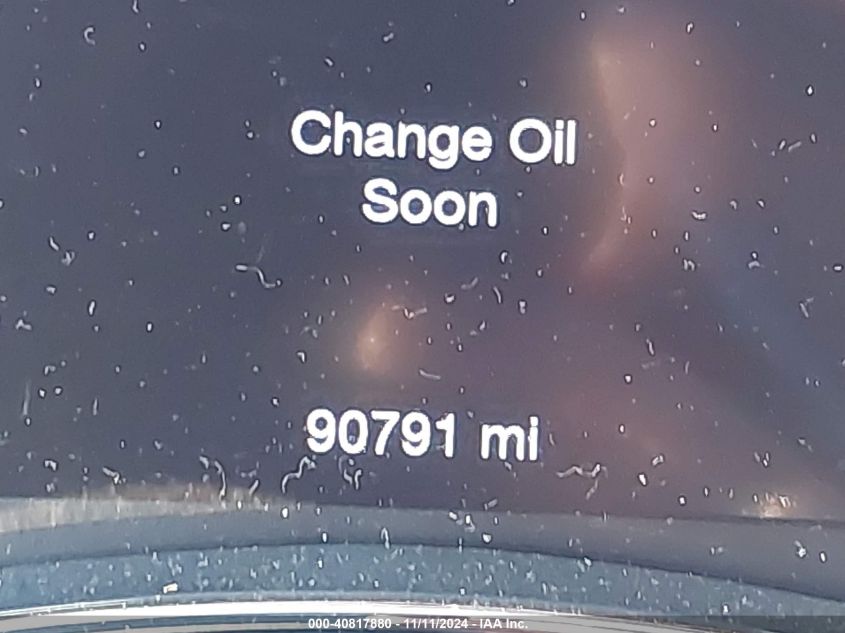 Change Oil
Soon
90791 mi
000-40817880 - 11/11/2024 - IAA Inc.